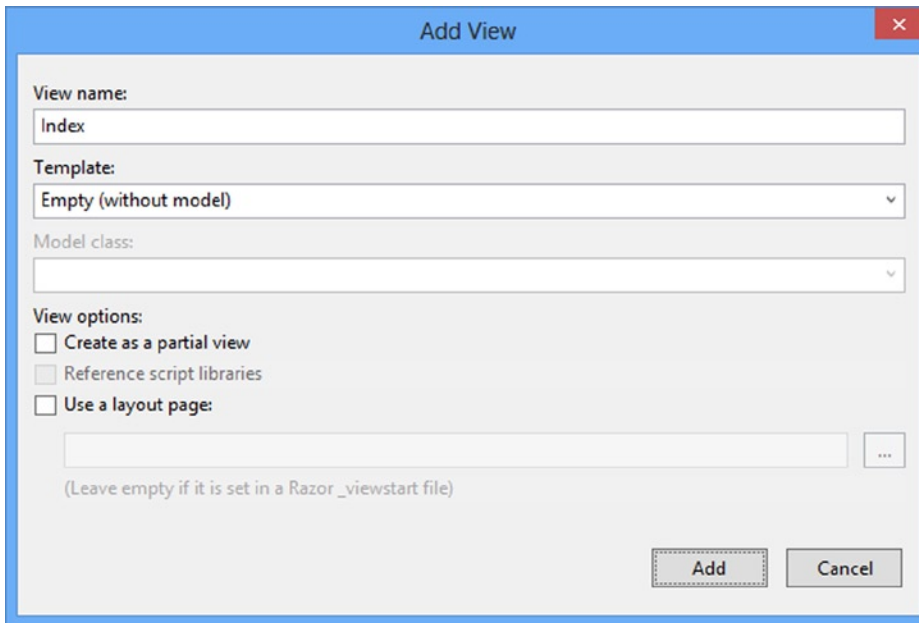 Add View
View name:
Index
Template:
Empty (without model)
Model class:
View options:
Create as a partial view
Reference script libraries
Use a layout page:
...
(Leave empty if it is set in a Razor _viewstart file)
Add Cancel